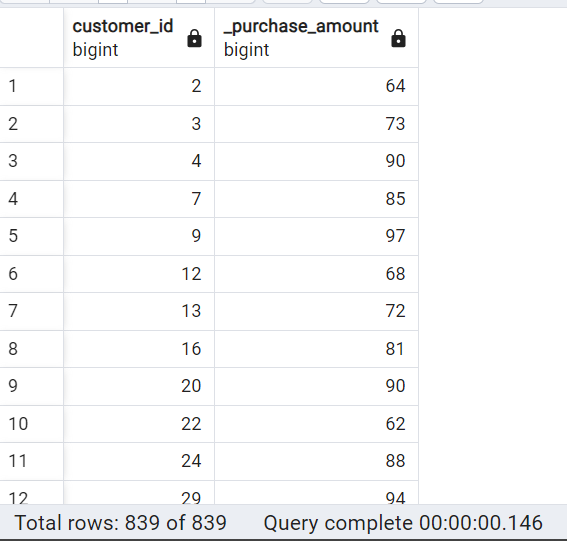 customer_id _purchase_amount
bigint bigint
1 2 64
2 3 73
3 4 90
4 7 85
5 9 97
6 12 68
7 13 72
8 16 81
9 20 90
10 22 62
11 24 88
12 29 94
Total rows: 839 of 839 Query complete 00:00:00.146